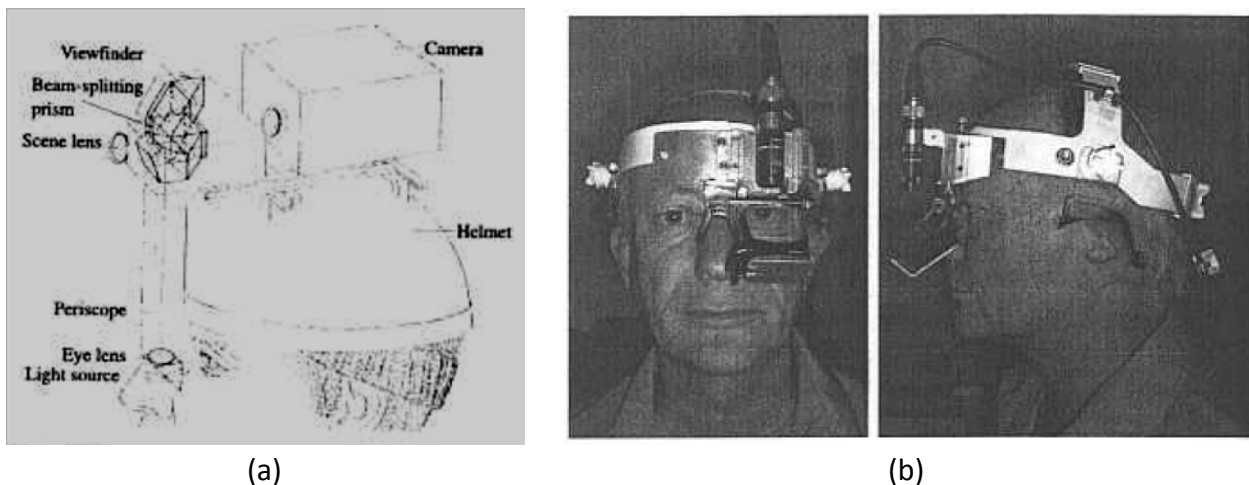 Viewfinder
Camera
Beam-splitting
prism
Scene lens
Helmet
Periscope
Eye lens
Light source
(a)
(b)